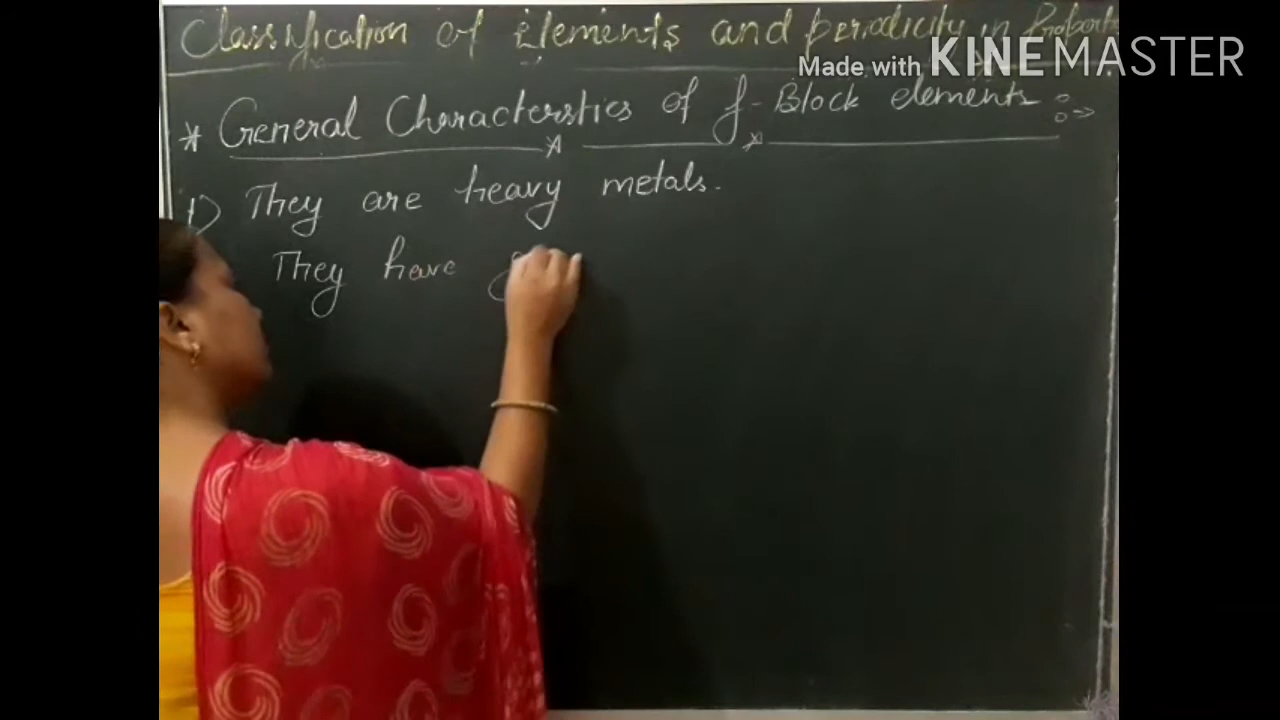 Classification of Elements and periodicity in
Made with KINEMASTER
* General Characterstics of f-Block elements :⇒
1) They are heavy metals.
They have